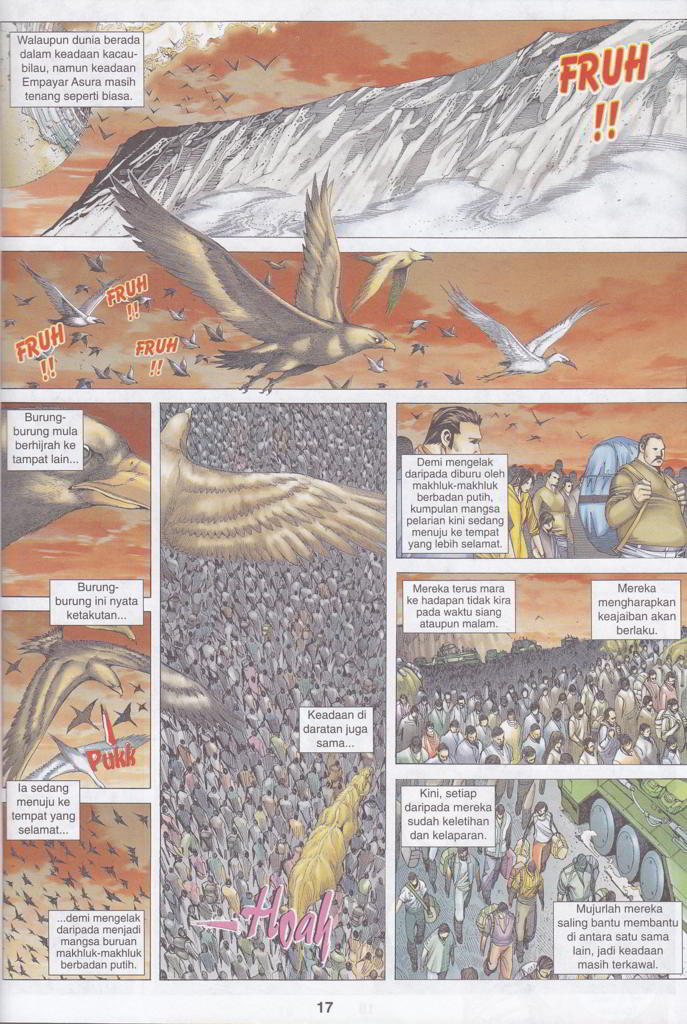 Walaupun dunia berada
dalam keadaan kacau-
bilau, namun keadaan
Empayar Asura masih
tenang seperti biasa.
FRUH
!!
FRUH
!!
FRUH
!!
FRUH
!!
Burung-
burung mula
berhijrah ke
tempat lain...
Burung-
burung ini nyata
ketakutan...
Pukk
Ia sedang
menuju ke
tempat yang
selamat...
...demi mengelak
daripada menjadi
mangsa buruan
makhluk-makhluk
berbadan putih.
Keadaan di
daratan juga
sama...
Hoah
Demi mengelak
daripada diburu oleh
makhluk-makhluk
berbadan putih,
kumpulan mangsa
pelarian kini sedang
menuju ke tempat
yang lebih selamat.
Mereka terus mara
ke hadapan tidak kira
pada waktu siang
ataupun malam.
Mereka
mengharapkan
keajaiban akan
berlaku.
Kini, setiap
daripada mereka
sudah keletihan
dan kelaparan.
Mujurlah mereka
saling bantu membantu
di antara satu sama
lain, jadi keadaan
masih terkawal.
17